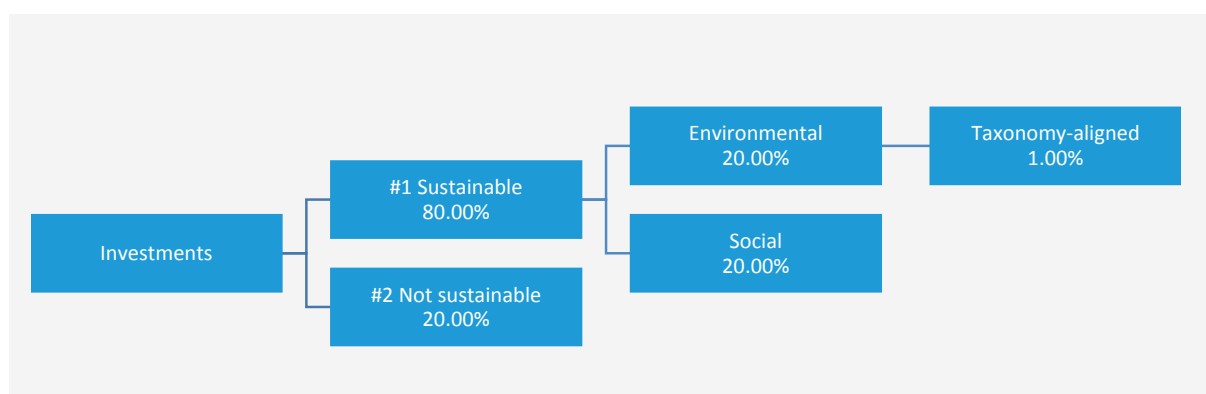 Investments
#1 Sustainable
80.00%
#2 Not sustainable
20.00%
Environmental
20.00%
Social
20.00%
Taxonomy-aligned
1.00%